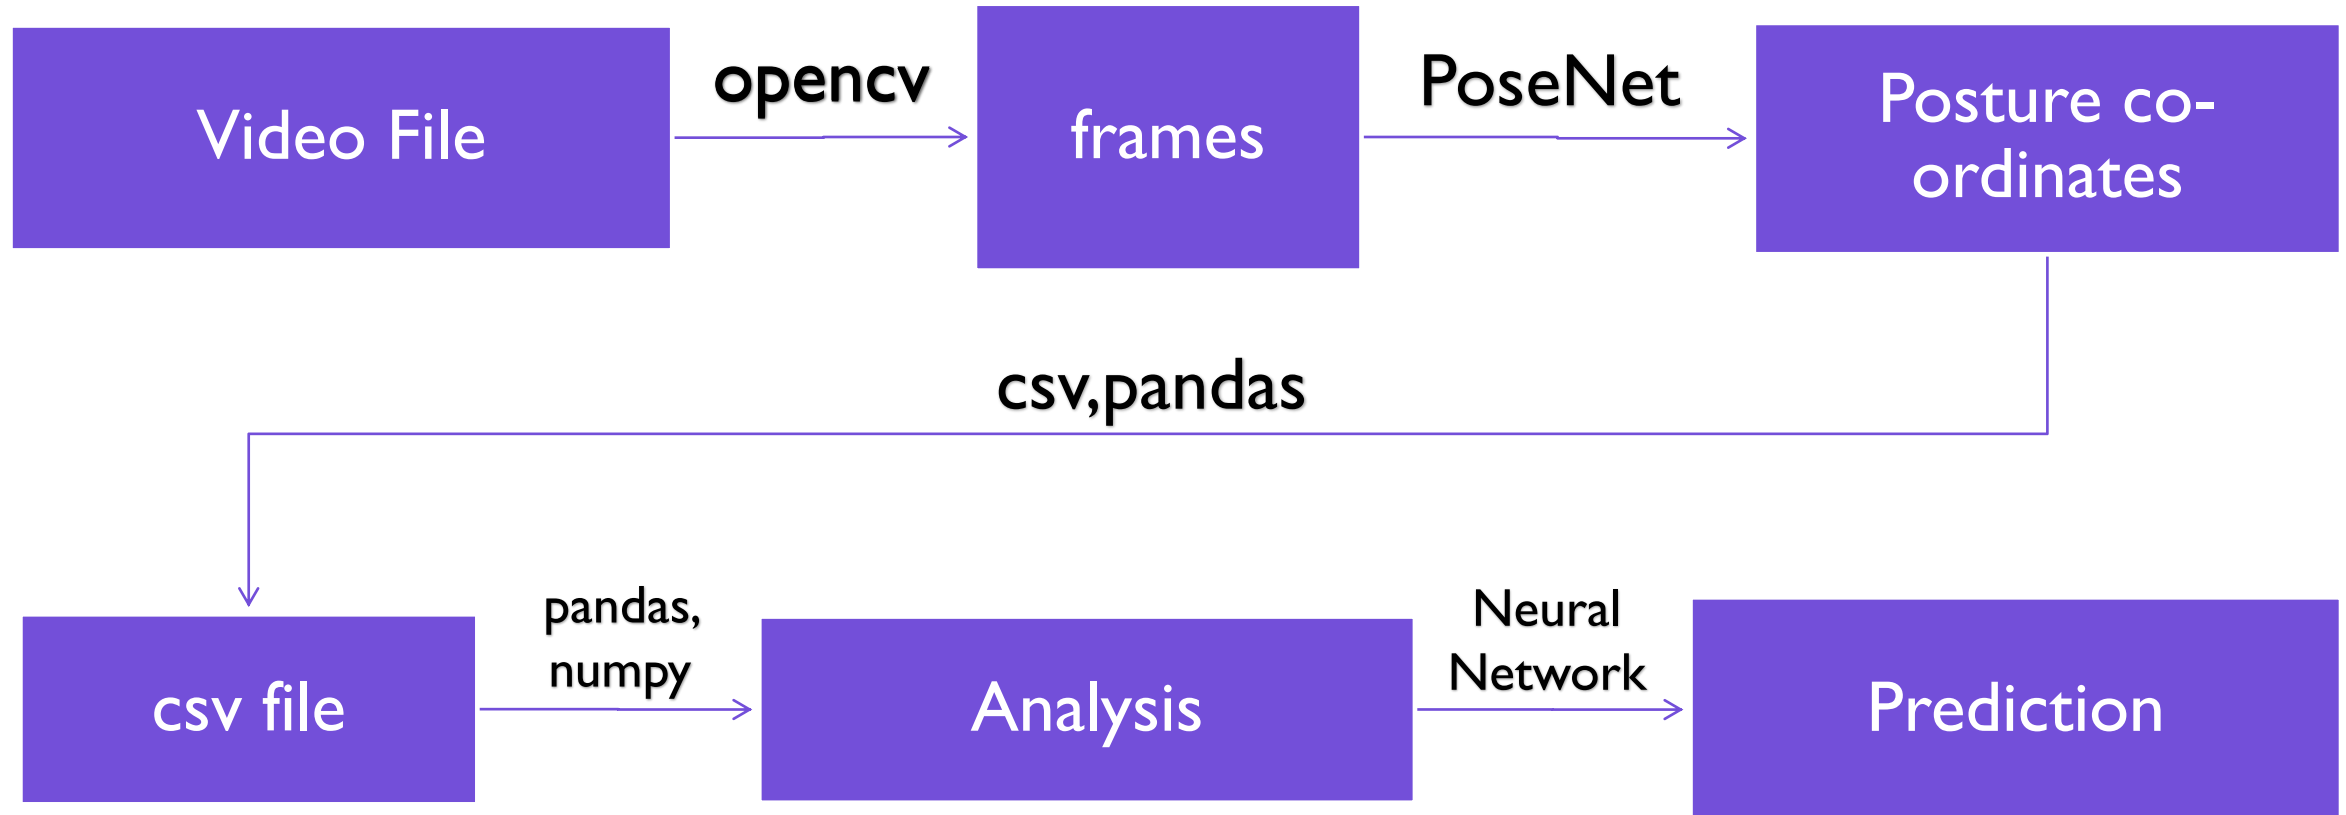 Video File
opencv
frames
PoseNet
Posture co-
ordinates
csv,pandas
csv file
pandas,
numpy
Analysis
Neural
Network
Prediction